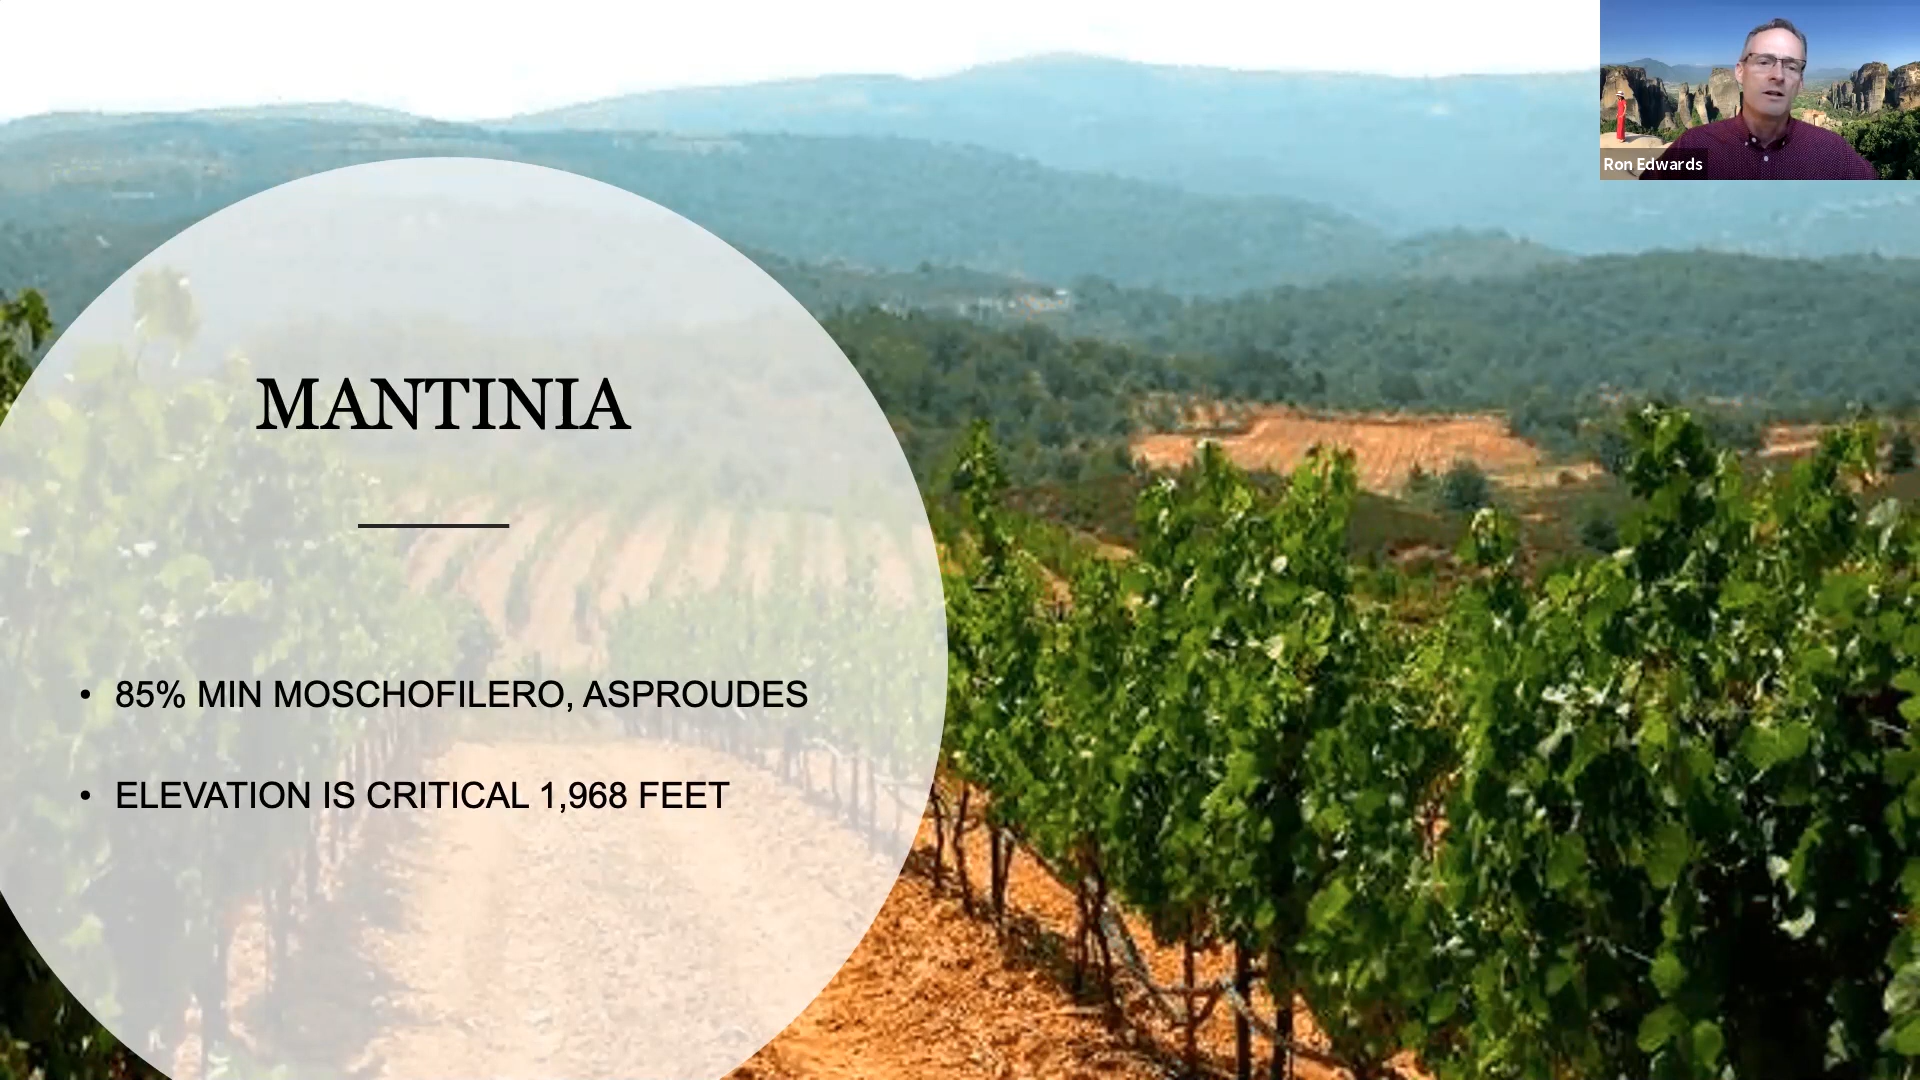 Ron Edwards
MANTINIA
• 85% MIN MOSCHOFILERO, ASPROUDES
• ELEVATION IS CRITICAL 1,968 FEET